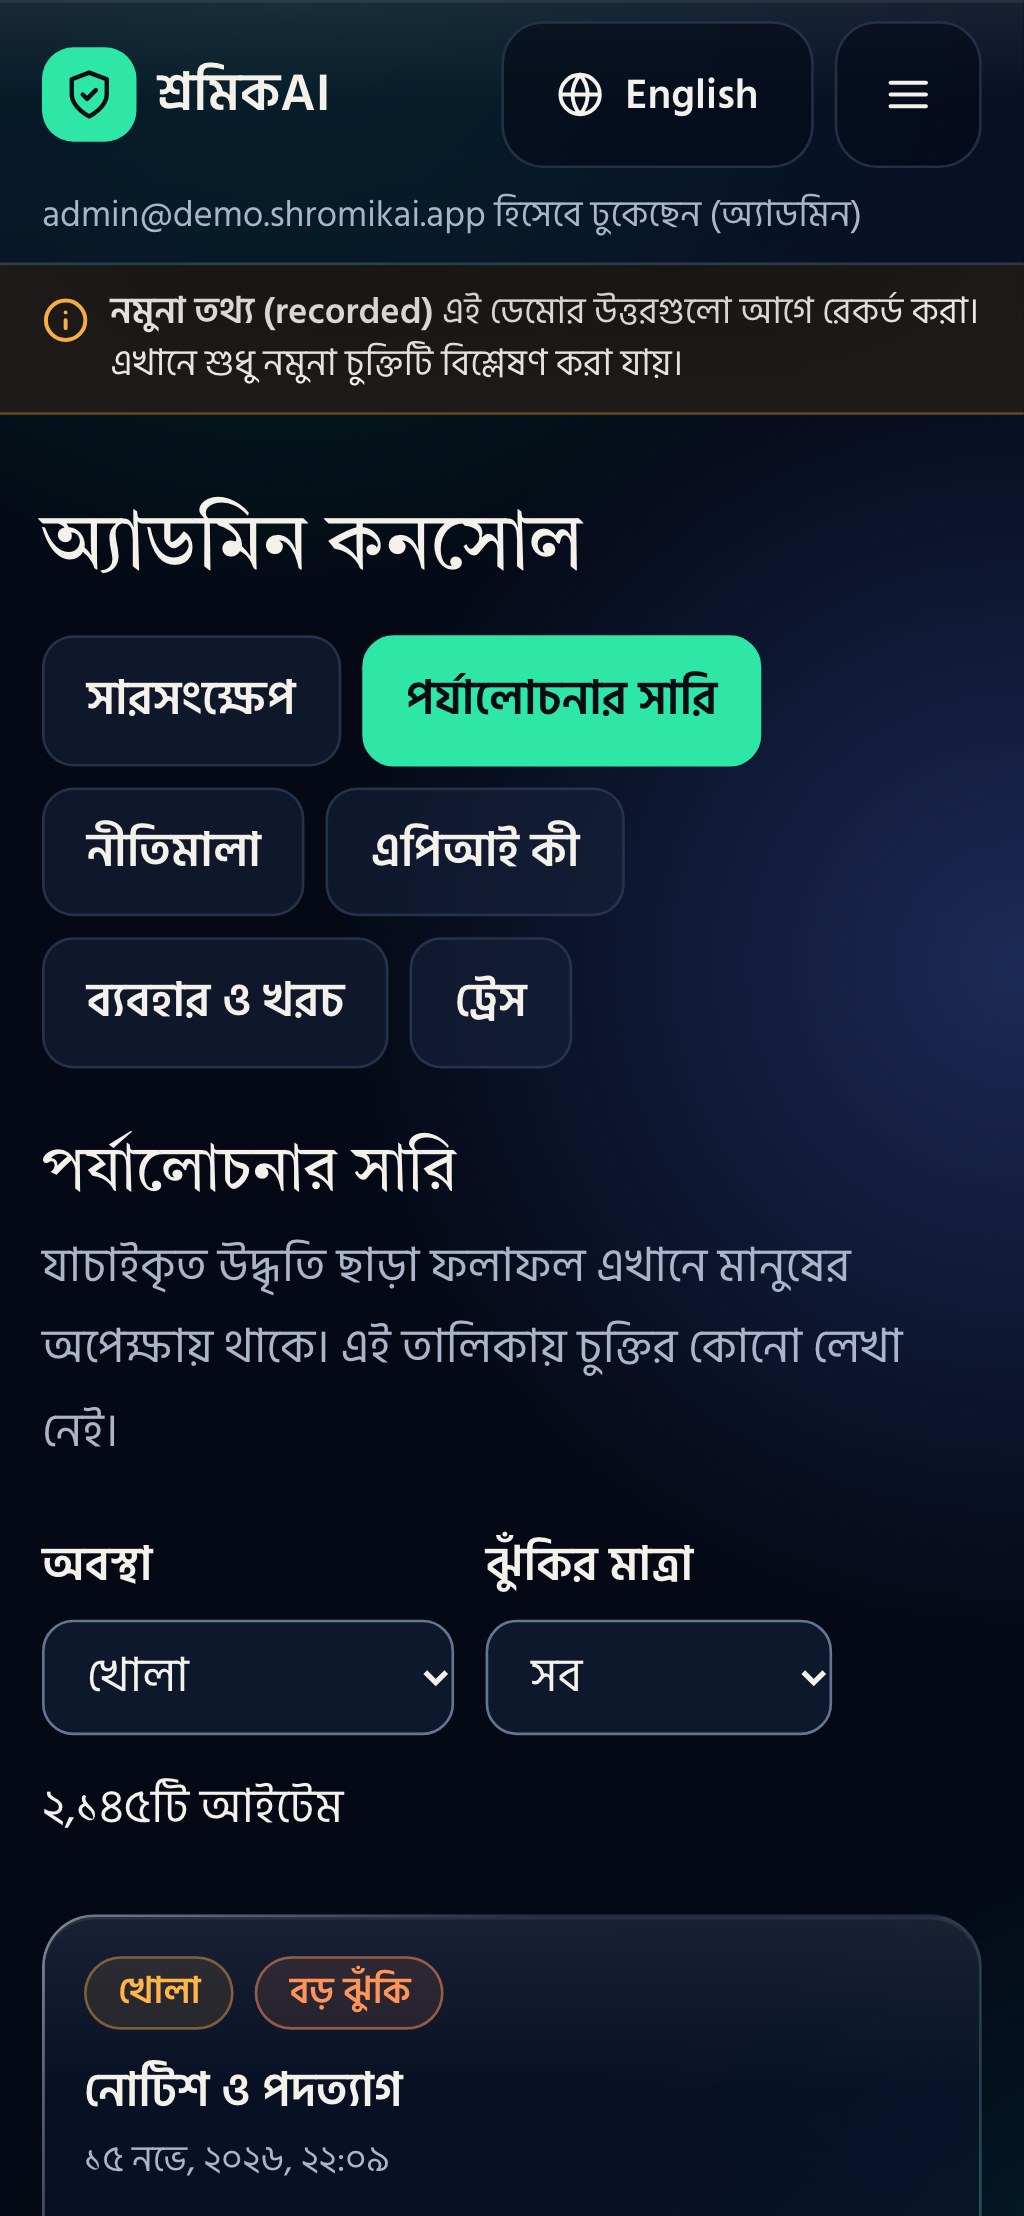 শ্রমিকAI
English
admin@demo.shromikai.app হিসেবে ঢুকেছেন (অ্যাডমিন)
নমুনা তথ্য (recorded) এই ডেমোর উত্তরগুলো আগে রেকর্ড করা।
এখানে শুধু নমুনা চুক্তিটি বিশ্লেষণ করা যায়।
অ্যাডমিন কনসোল
সারসংক্ষেপ
পর্যালোচনার সারি
নীতিমালা
এপিআই কী
ব্যবহার ও খরচ
ট্রেস
পর্যালোচনার সারি
যাচাইকৃত উদ্ধৃতি ছাড়া ফলাফল এখানে মানুষের
অপেক্ষায় থাকে। এই তালিকায় চুক্তির কোনো লেখা
নেই।
অবস্থা
ঝুঁকির মাত্রা
খোলা
সব
২,১৪৫টি আইটেম
খোলা
বড় ঝুঁকি
নোটিশ ও পদত্যাগ
১৫ নভে, ২০২৬, ২২:০৯